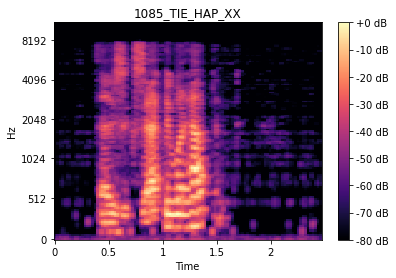 1085_TIE_HAP_XX
+0 dB
8192
-10 dB
4096
-20 dB
-30 dB
2048
Hz
-40 dB
1024
-50 dB
512
-60 dB
-70 dB
0
-80 dB
0 0.5 1 1.5 2
Time